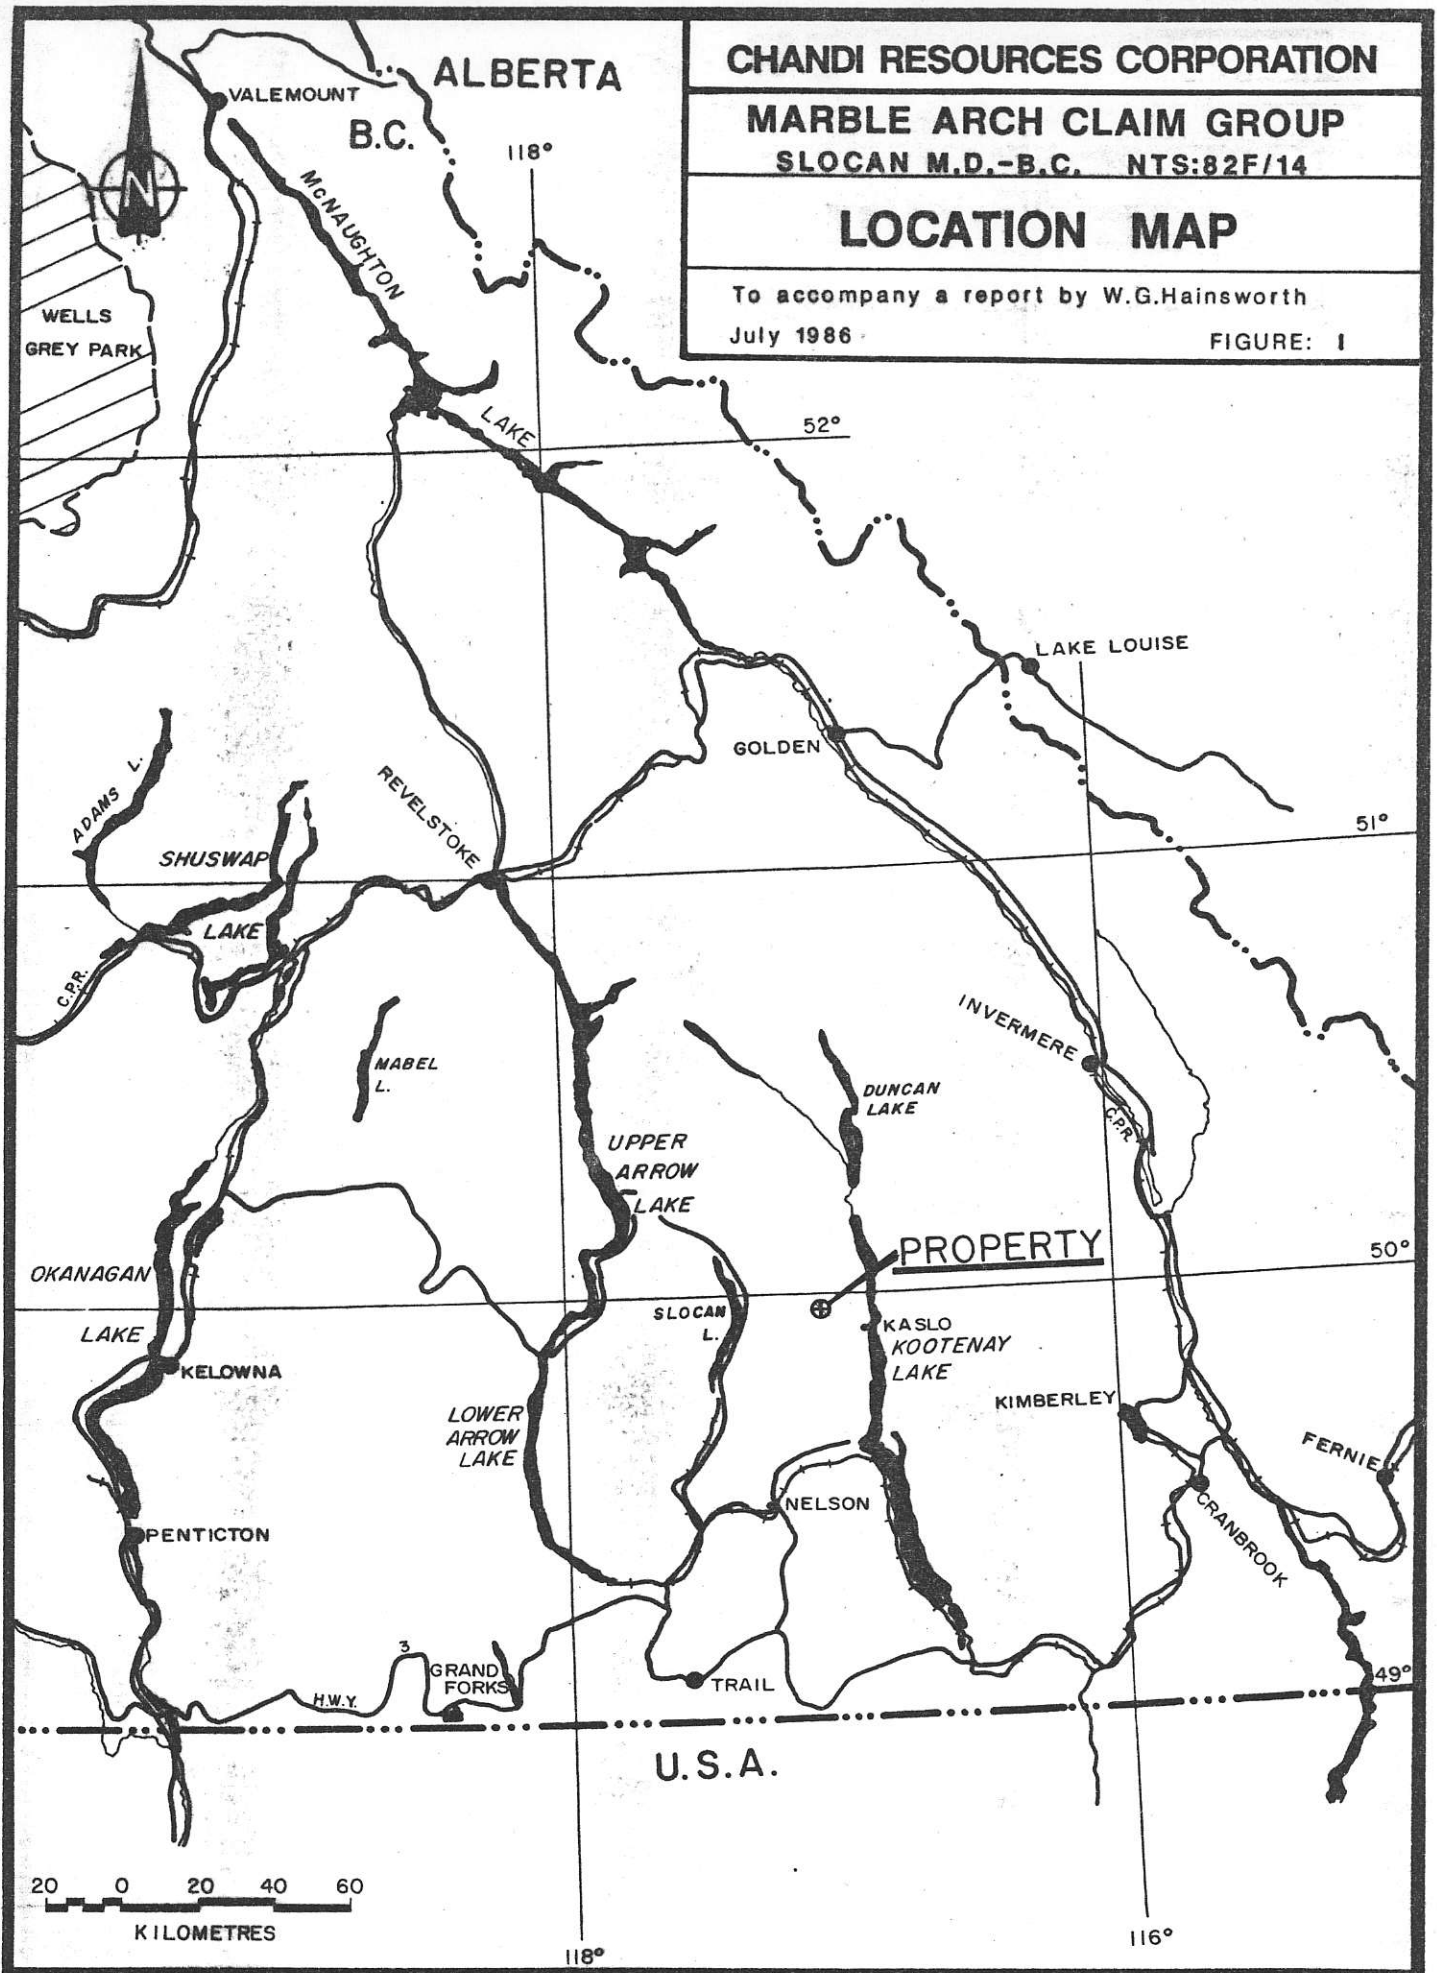 CHANDI RESOURCES CORPORATION
MARBLE ARCH CLAIM GROUP
SLOCAN M.D.-B.C. NTS:82F/14
LOCATION MAP
To accompany a report by W.G.Hainsworth
July 1986
FIGURE: 1
ALBERTA
VALEMOUNT
B.C.
118°
N
McNAUGHTON
WELLS
GREY PARK
LAKE
52°
LAKE LOUISE
GOLDEN
ADAMS L.
REVELSTOKE
51°
SHUSWAP
LAKE
C.P.R.
INVERMERE
MABEL
L.
DUNCAN
LAKE
C.P.R.
UPPER
ARROW
LAKE
PROPERTY
50°
OKANAGAN
LAKE
SLOCAN
L.
KASLO
KOOTENAY
LAKE
KELOWNA
KIMBERLEY
LOWER
ARROW
LAKE
FERNIE
NELSON
CRANBROOK
PENTICTON
3
GRAND
FORKS
H.W.Y.
TRAIL
49°
U.S.A.
20 0 20 40 60
KILOMETRES
118°
116°